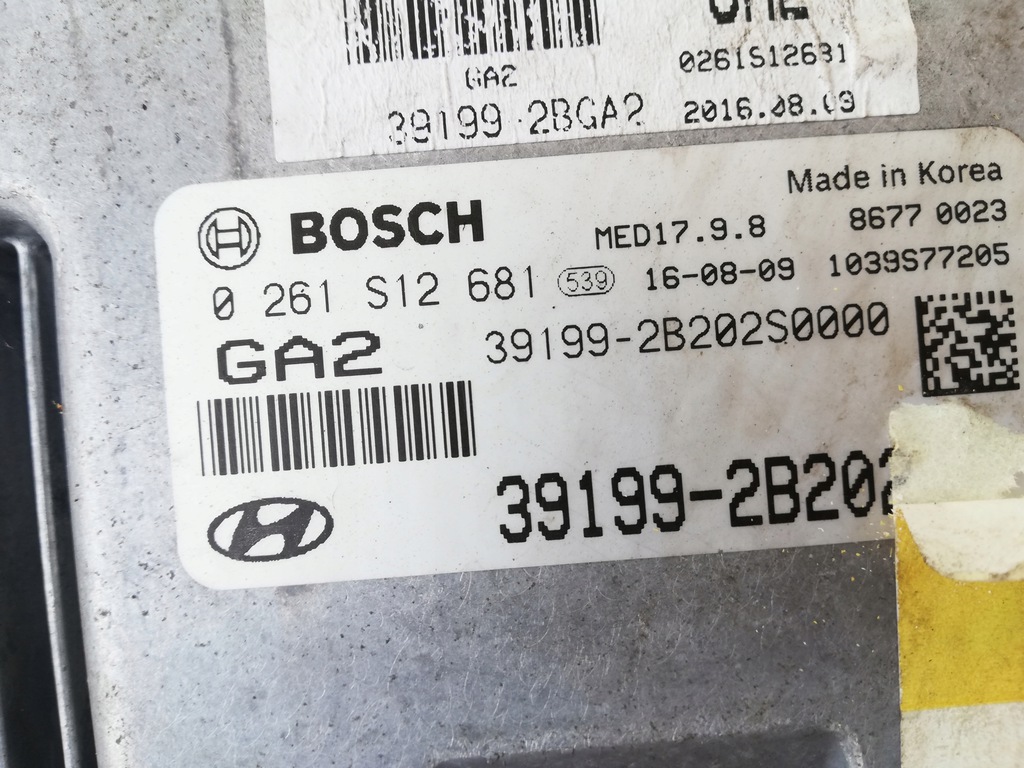 GA2
0261S12681
39199 2BGA2
2016.08.09
Made in Korea
BOSCH
MED17.9.8
8677 0023
0 261 S12 681
539
16-08-09
1039S77205
GA2
39199-2B202S0000
39199-2B202